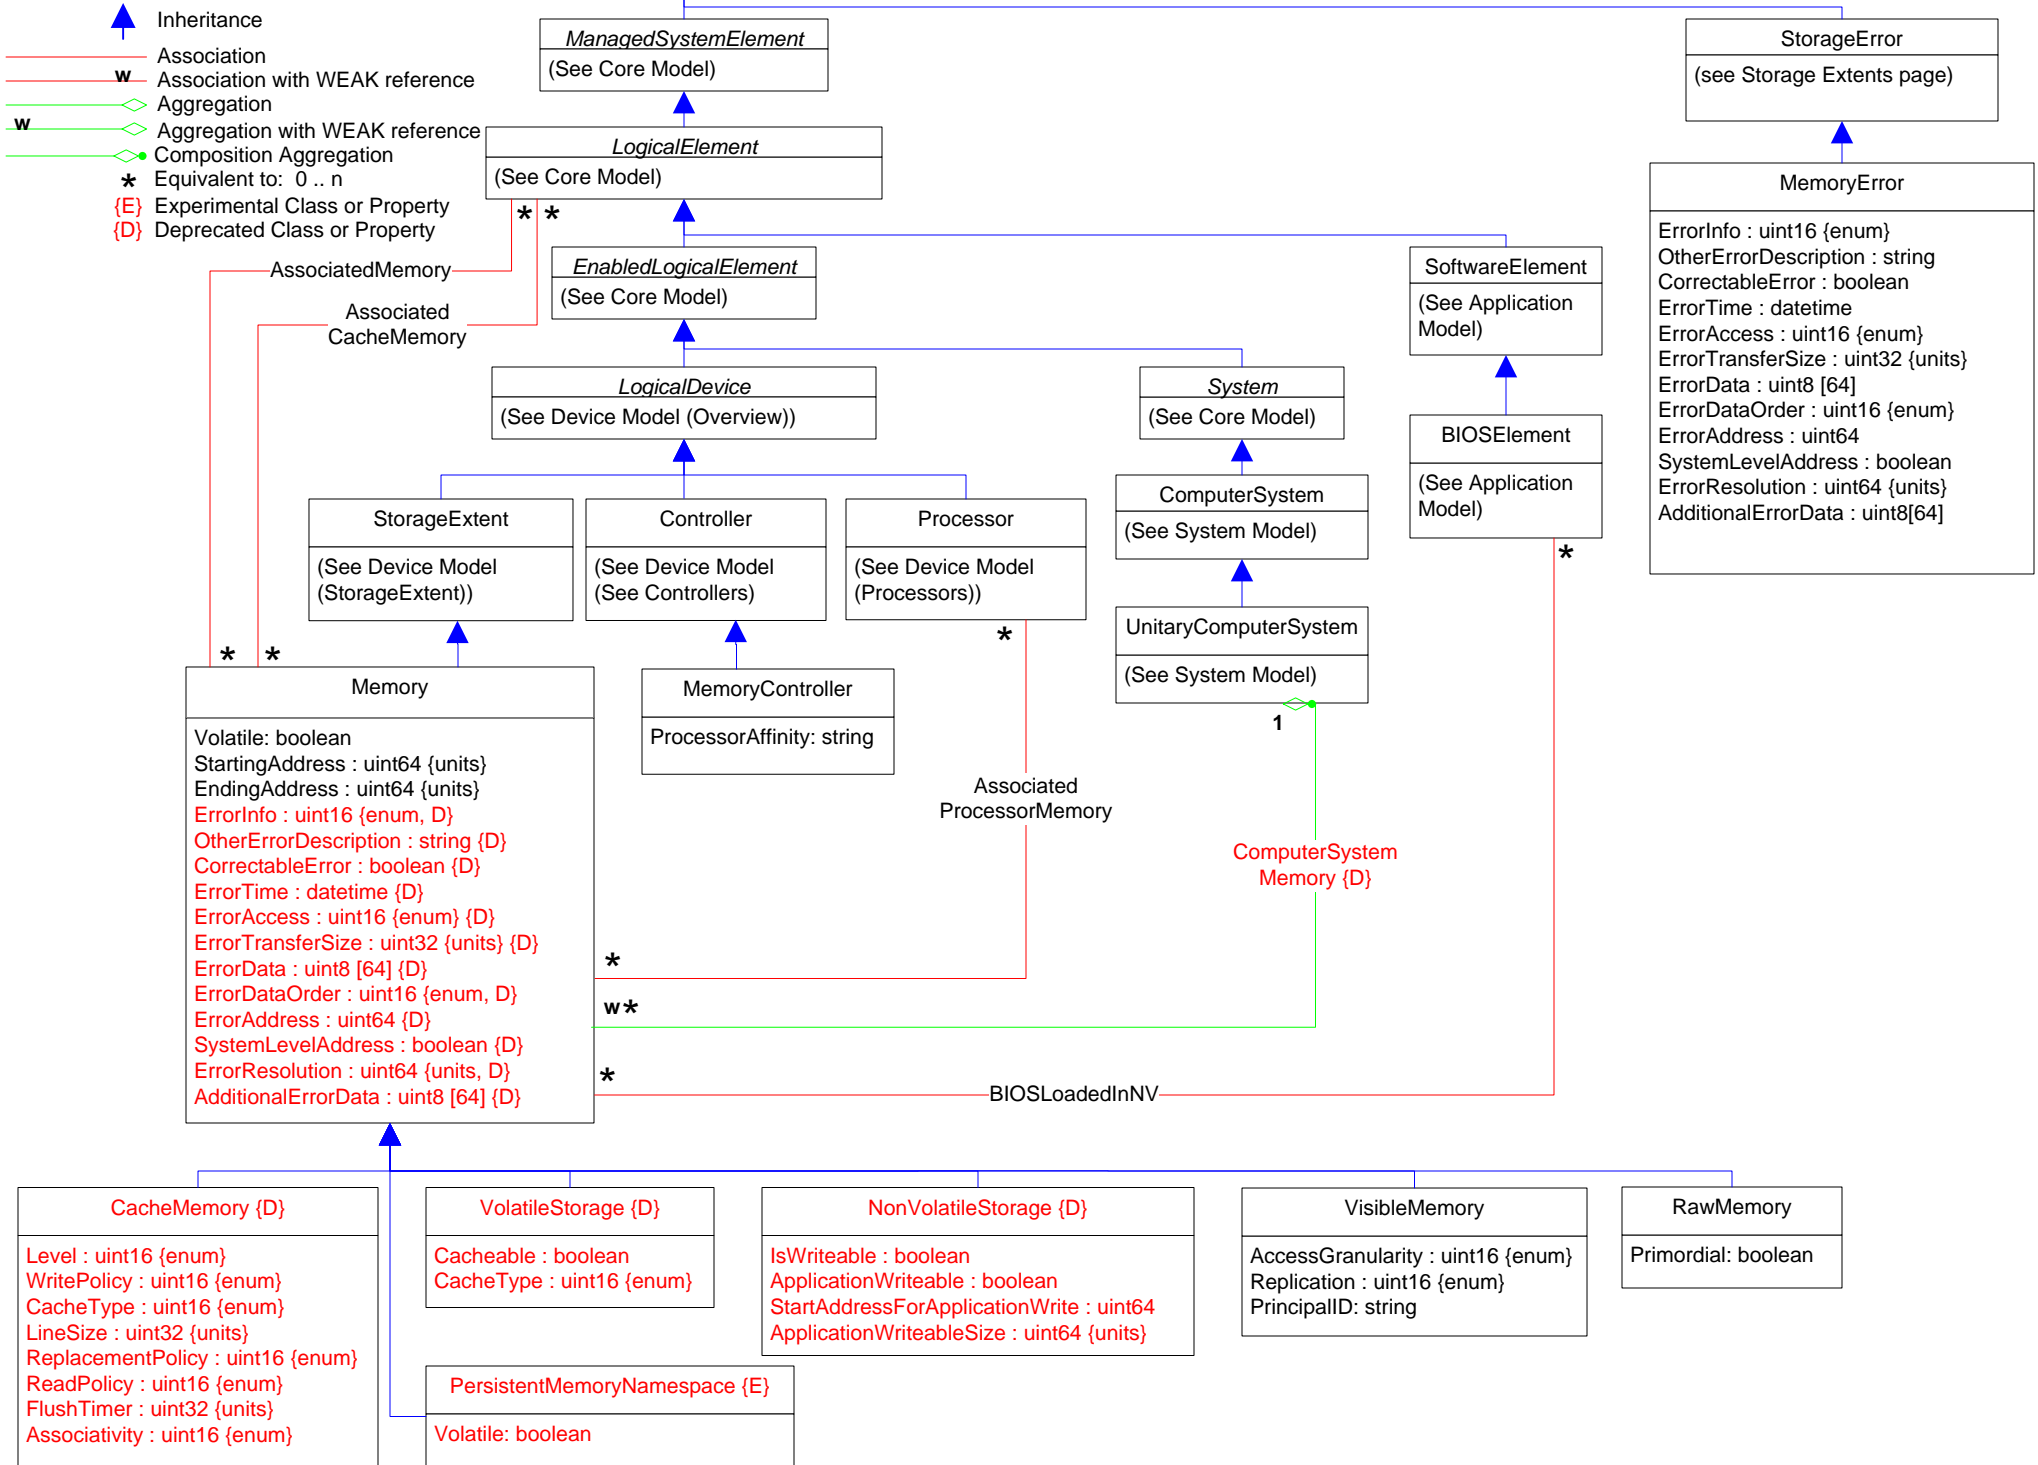 Inheritance
Association
w
Association with WEAK reference
Aggregation
w
Aggregation with WEAK reference
Composition Aggregation
* Equivalent to: 0 .. n
{E} Experimental Class or Property
{D} Deprecated Class or Property
ManagedSystemElement
(See Core Model)
StorageError
(see Storage Extents page)
LogicalElement
(See Core Model)
* *
MemoryError
ErrorInfo : uint16 {enum}
OtherErrorDescription : string
CorrectableError : boolean
ErrorTime : datetime
ErrorAccess : uint16 {enum}
ErrorTransferSize : uint32 {units}
ErrorData : uint8 [64]
ErrorDataOrder : uint16 {enum}
ErrorAddress : uint64
SystemLevelAddress : boolean
ErrorResolution : uint64 {units}
AdditionalErrorData : uint8[64]
AssociatedMemory
Associated
CacheMemory
EnabledLogicalElement
(See Core Model)
SoftwareElement
(See Application
Model)
LogicalDevice
(See Device Model (Overview))
System
(See Core Model)
BIOSElement
(See Application
Model)
*
StorageExtent
(See Device Model
(StorageExtent))
Controller
(See Device Model
(See Controllers)
Processor
(See Device Model
(Processors))
*
ComputerSystem
(See System Model)
UnitaryComputerSystem
(See System Model)
1
* *
Memory
Volatile: boolean
StartingAddress : uint64 {units}
EndingAddress : uint64 {units}
ErrorInfo : uint16 {enum, D}
OtherErrorDescription : string {D}
CorrectableError : boolean {D}
ErrorTime : datetime {D}
ErrorAccess : uint16 {enum} {D}
ErrorTransferSize : uint32 {units} {D}
ErrorData : uint8 [64] {D}
ErrorDataOrder : uint16 {enum, D}
ErrorAddress : uint64 {D}
SystemLevelAddress : boolean {D}
ErrorResolution : uint64 {units, D}
AdditionalErrorData : uint8 [64] {D}
MemoryController
ProcessorAffinity: string
Associated
ProcessorMemory
ComputerSystem
Memory {D}
*
w*
*
BIOSLoadedInNV
CacheMemory {D}
Level : uint16 {enum}
WritePolicy : uint16 {enum}
CacheType : uint16 {enum}
LineSize : uint32 {units}
ReplacementPolicy : uint16 {enum}
ReadPolicy : uint16 {enum}
FlushTimer : uint32 {units}
Associativity : uint16 {enum}
VolatileStorage {D}
Cacheable : boolean
CacheType : uint16 {enum}
NonVolatileStorage {D}
IsWriteable : boolean
ApplicationWriteable : boolean
StartAddressForApplicationWrite : uint64
ApplicationWriteableSize : uint64 {units}
VisibleMemory
AccessGranularity : uint16 {enum}
Replication : uint16 {enum}
PrincipalID: string
RawMemory
Primordial: boolean
PersistentMemoryNamespace {E}
Volatile: boolean